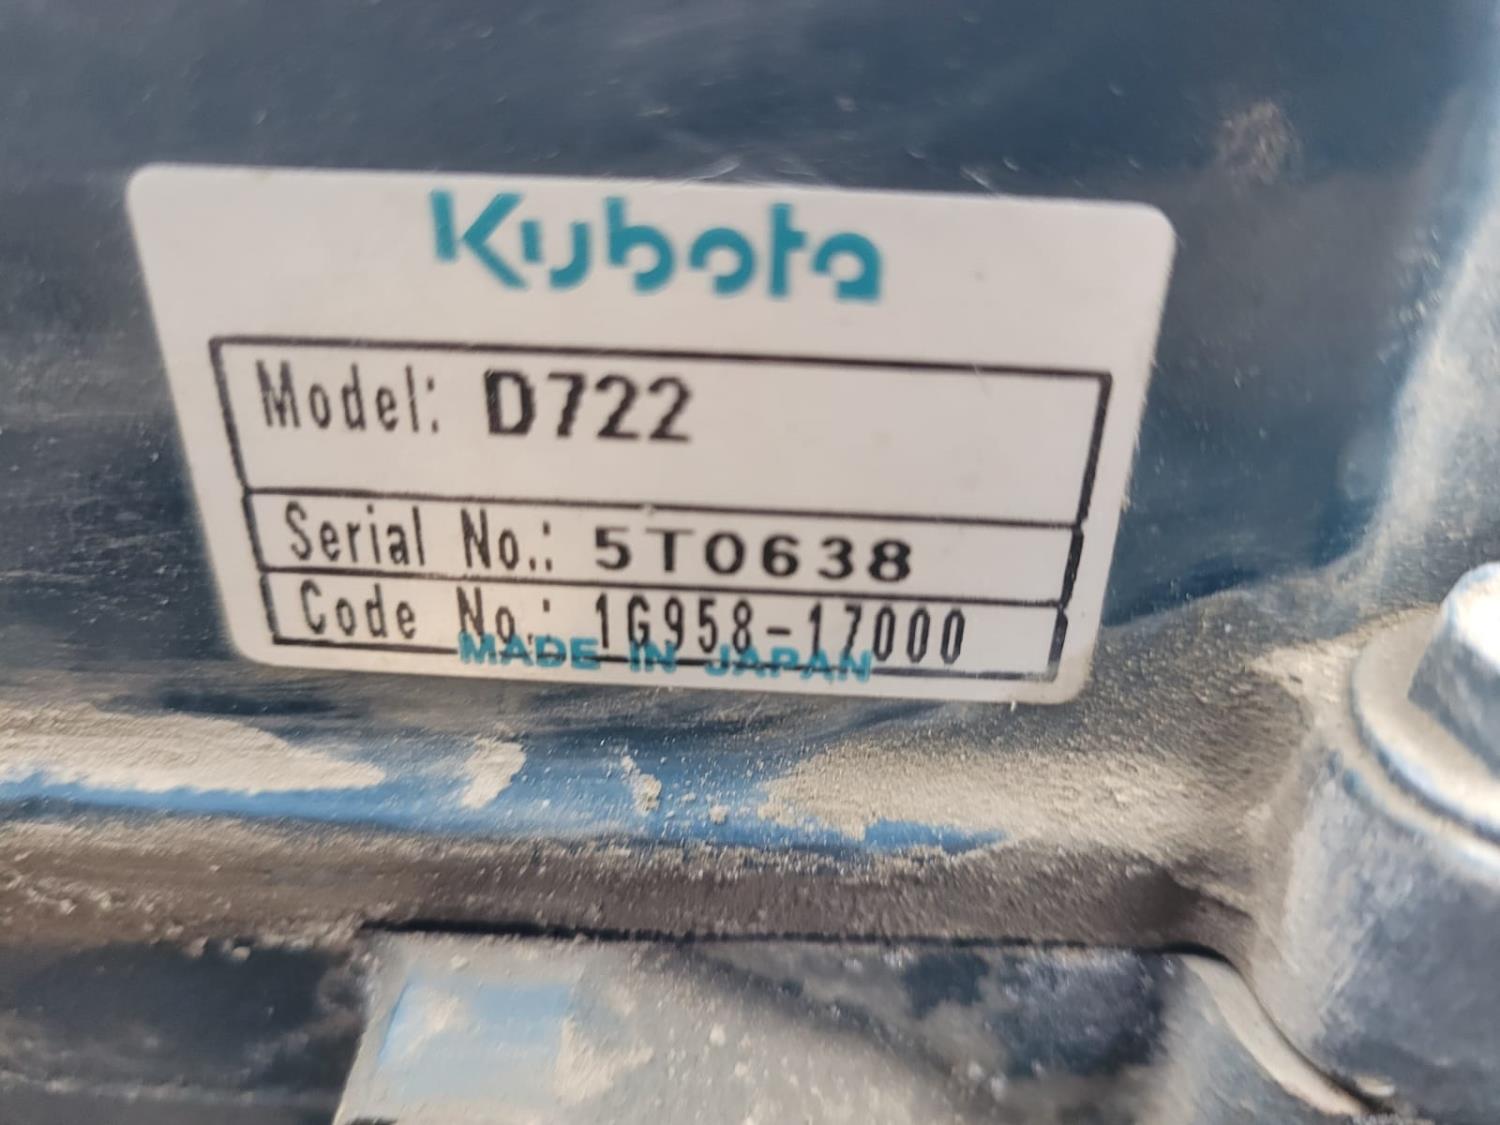 Kubota
Model: D722
Serial No.: 5T0638
Code No.: 1G958-17000
MADE IN JAPAN